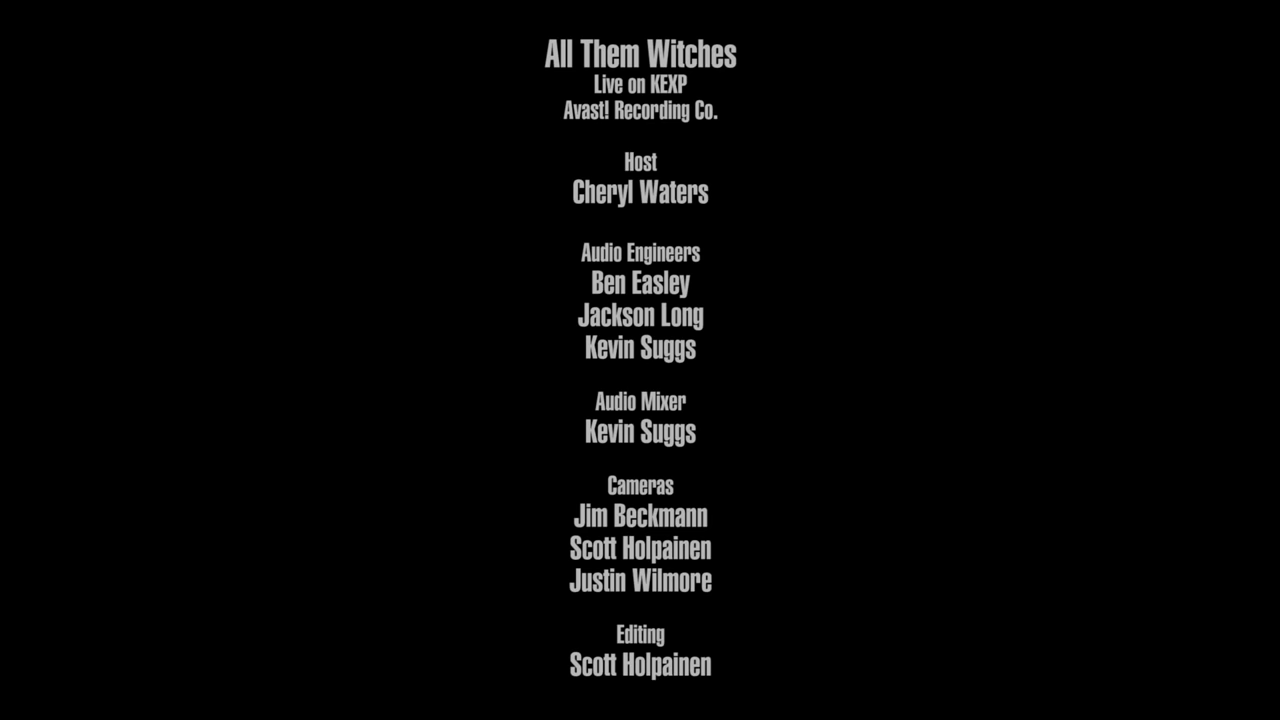 All Them Witches
Live on KEXP
Avast! Recording Co.
Host
Cheryl Waters
Audio Engineers
Ben Easley
Jackson Long
Kevin Suggs
Audio Mixer
Kevin Suggs
Cameras
Jim Beckmann
Scott Holpainen
Justin Wilmore
Editing
Scott Holpainen